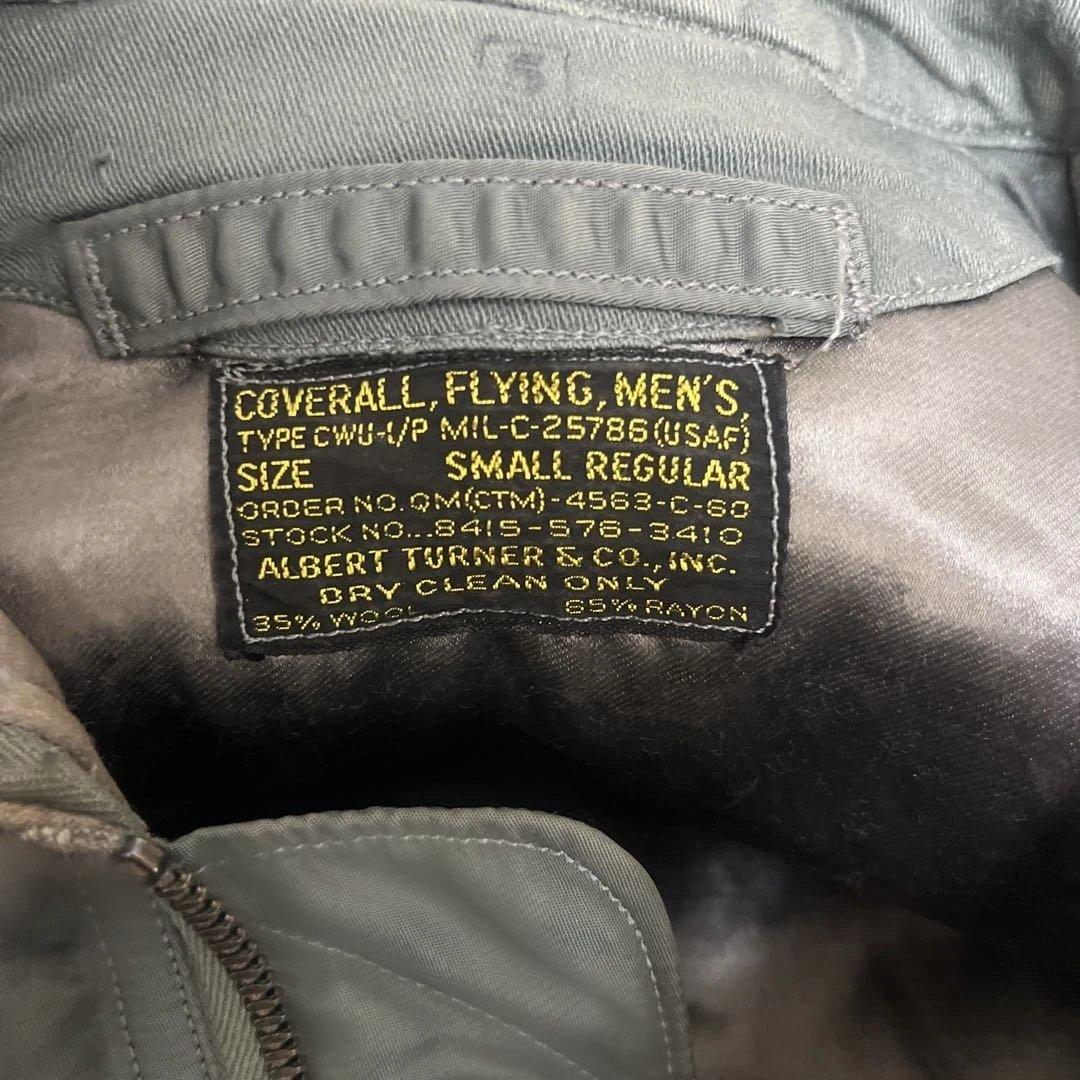 S
COVERALL, FLYING, MEN'S,
TYPE CWU-1/P MIL-C-25786(USAF)
SIZE SMALL REGULAR
ORDER NO. QM(CTM)-4563-C-60
STOCK NO...8415-576-3410
ALBERT TURNER & CO., INC.
DRY CLEAN ONLY
35% WOOL 65% RAYON